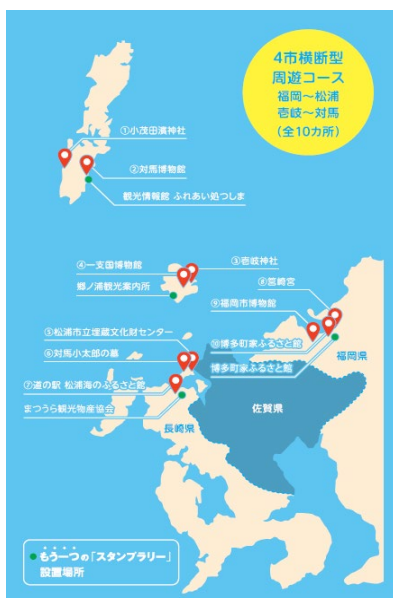 4市横断型
周遊コース
福岡〜松浦
壱岐〜対馬
(全10カ所)
①小茂田濱神社
②対馬博物館
観光情報館 ふれあい処つしま
③壱岐神社
④一支国博物館
郷ノ浦観光案内所
⑧筥崎宮
⑨福岡市博物館
⑤松浦市立埋蔵文化財センター
⑩博多町家ふるさと館
⑥対馬小太郎の墓
博多町家ふるさと館
福岡県
⑦道の駅 松浦海のふるさと館
まつうら観光物産協会
佐賀県
長崎県
もう一つの「スタンプラリー」
設置場所